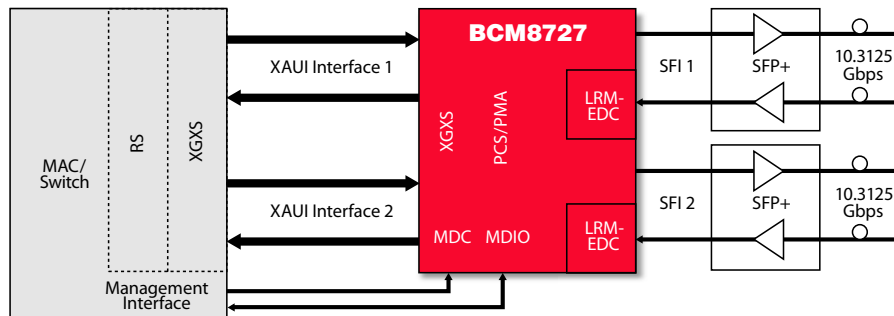 MAC/
Switch
RS
XGXS
Management
Interface
XAUI Interface 1
XAUI Interface 2
BCM8727
XGXS
PCS/PMA
LRM-
EDC
MDC
MDIO
LRM-
EDC
SFI 1
SFP+
10.3125
Gbps
SFI 2
SFP+
10.3125
Gbps